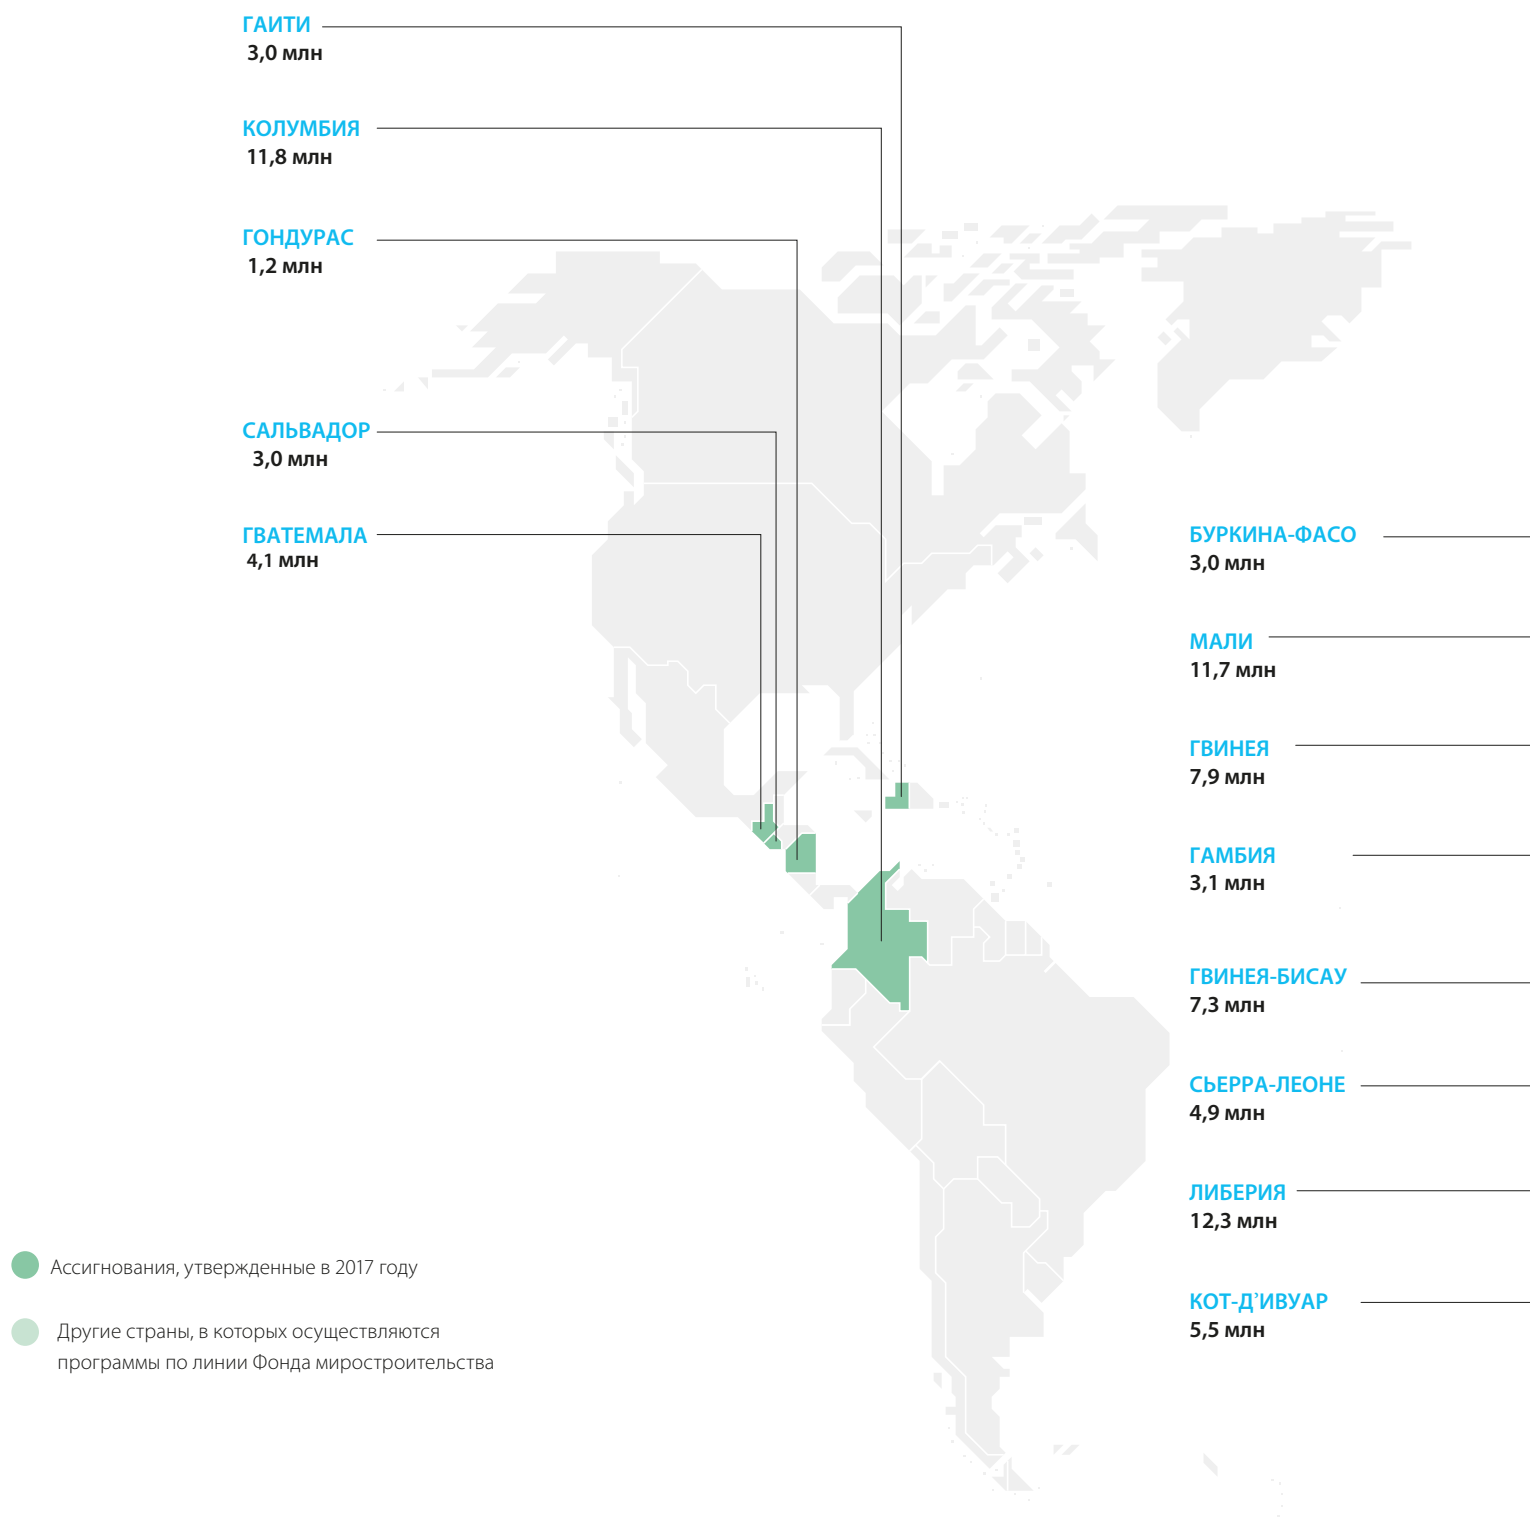 ГАИТИ
3,0 млн
КОЛУМБИЯ
11,8 млн
ГОНДУРАС
1,2 млн
САЛЬВАДОР
3,0 млн
ГВАТЕМАЛА
4,1 млн
БУРКИНА-ФАСО
3,0 млн
МАЛИ
11,7 млн
ГВИНЕЯ
7,9 млн
ГАМБИЯ
3,1 млн
ГВИНЕЯ-БИСАУ
7,3 млн
СЬЕРРА-ЛЕОНЕ
4,9 млн
ЛИБЕРИЯ
12,3 млн
КОТ-Д’ИВУАР
5,5 млн
Ассигнования, утвержденные в 2017 году
Другие страны, в которых осуществляются
программы по линии Фонда миростроительства